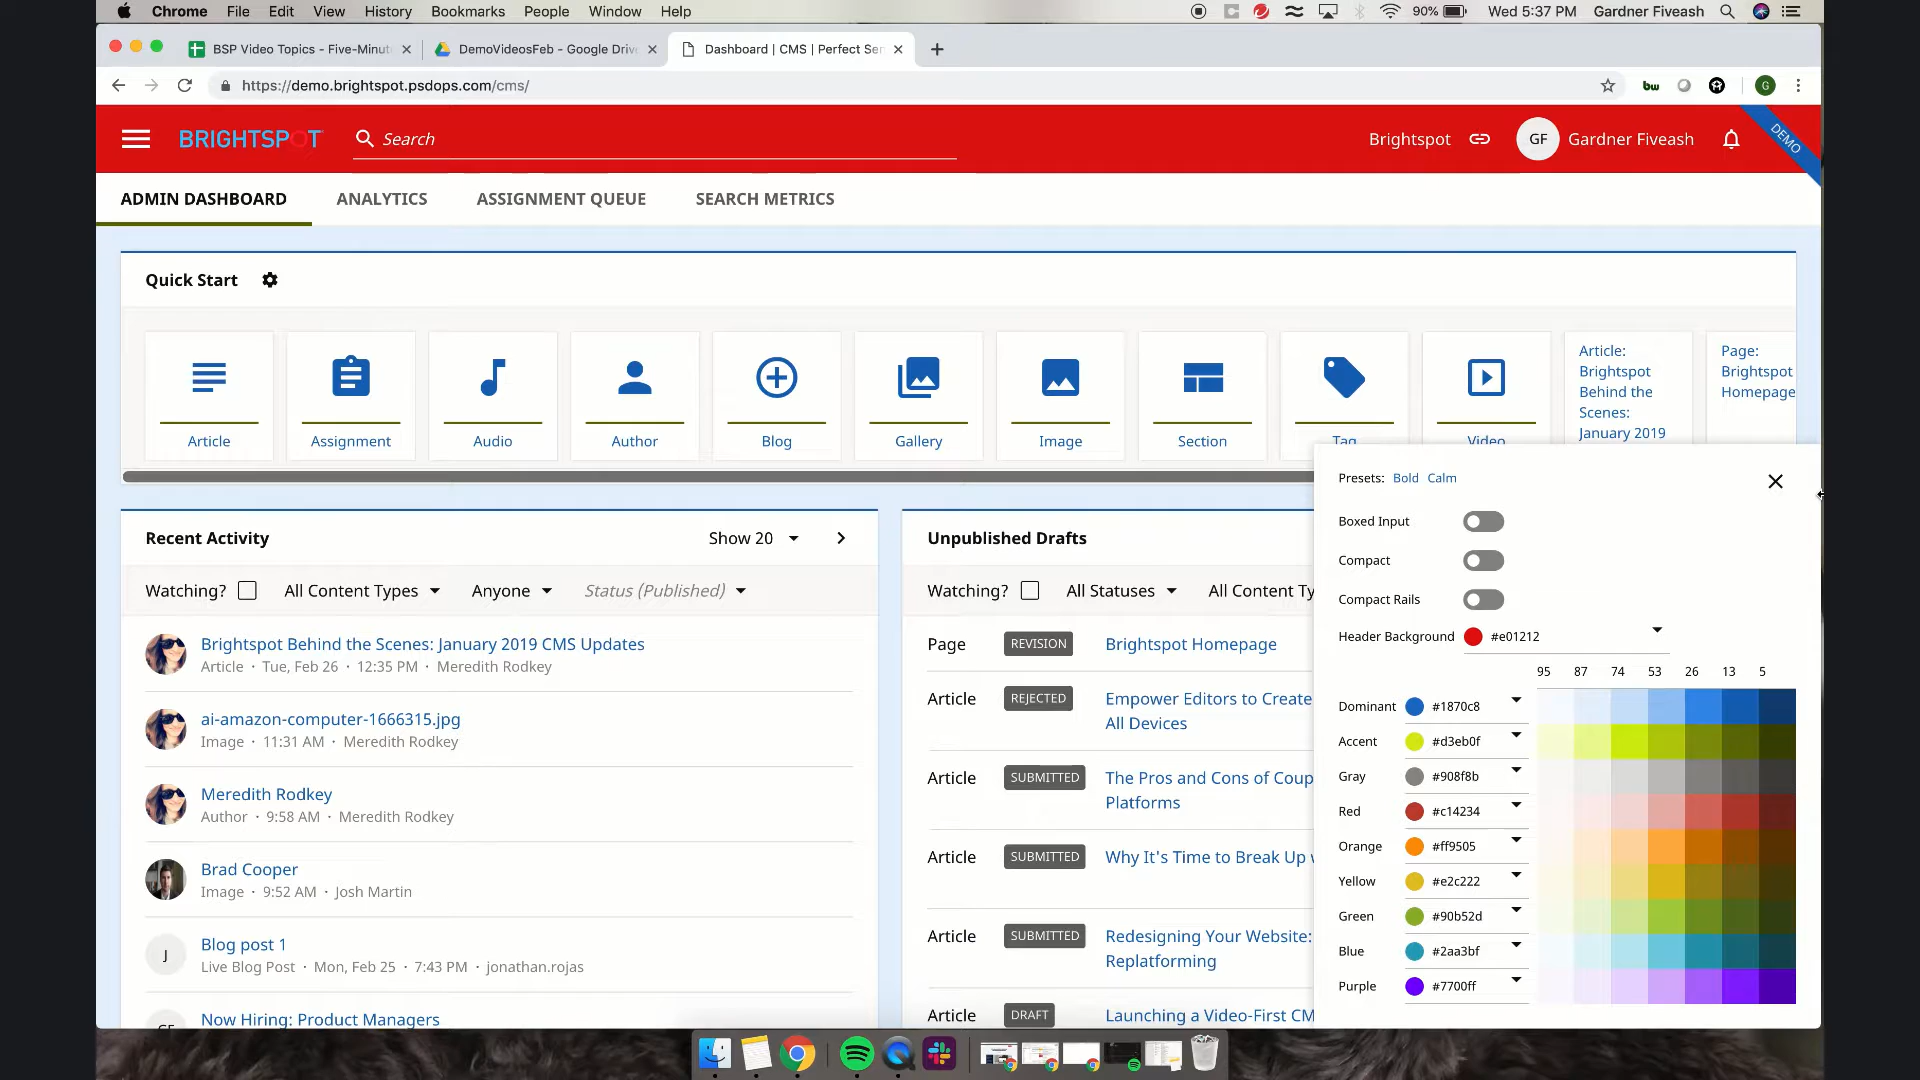 Chrome File Edit View History Bookmarks People Window Help 90% Wed 5:37 PM Gardner Fiveash
BSP Video Topics - Five-Minut DemoVideosFeb - Google Driv Dashboard | CMS | Perfect Sen
https://demo.brightspot.psdops.com/cms/ bw G
BRIGHTSPOT Search Brightspot GF Gardner Fiveash DEMO
ADMIN DASHBOARD ANALYTICS ASSIGNMENT QUEUE SEARCH METRICS
Quick Start
Article Assignment Audio Author Blog Gallery Image Section Tag Video
Article:
Brightspot
Behind the
Scenes:
January 2019
Page:
Brightspot
Homepage
Recent Activity Show 20
Watching? All Content Types Anyone Status (Published)
Brightspot Behind the Scenes: January 2019 CMS Updates
Article · Tue, Feb 26 · 12:35 PM · Meredith Rodkey
ai-amazon-computer-1666315.jpg
Image · 11:31 AM · Meredith Rodkey
Meredith Rodkey
Author · 9:58 AM · Meredith Rodkey
Brad Cooper
Image · 9:52 AM · Josh Martin
J
Blog post 1
Live Blog Post · Mon, Feb 25 · 7:43 PM · jonathan.rojas
Now Hiring: Product Managers
Unpublished Drafts
Watching? All Statuses All Content Ty
Page REVISION Brightspot Homepage
Article REJECTED Empower Editors to Create
All Devices
Article SUBMITTED The Pros and Cons of Coup
Platforms
Article SUBMITTED Why It's Time to Break Up
Article SUBMITTED Redesigning Your Website:
Replatforming
Article DRAFT Launching a Video-First CM
Presets: Bold Calm
Boxed Input
Compact
Compact Rails
Header Background #e01212
95 87 74 53 26 13 5
Dominant #1870c8
Accent #d3eb0f
Gray #908f8b
Red #c14234
Orange #ff9505
Yellow #e2c222
Green #90b52d
Blue #2aa3bf
Purple #7700ff